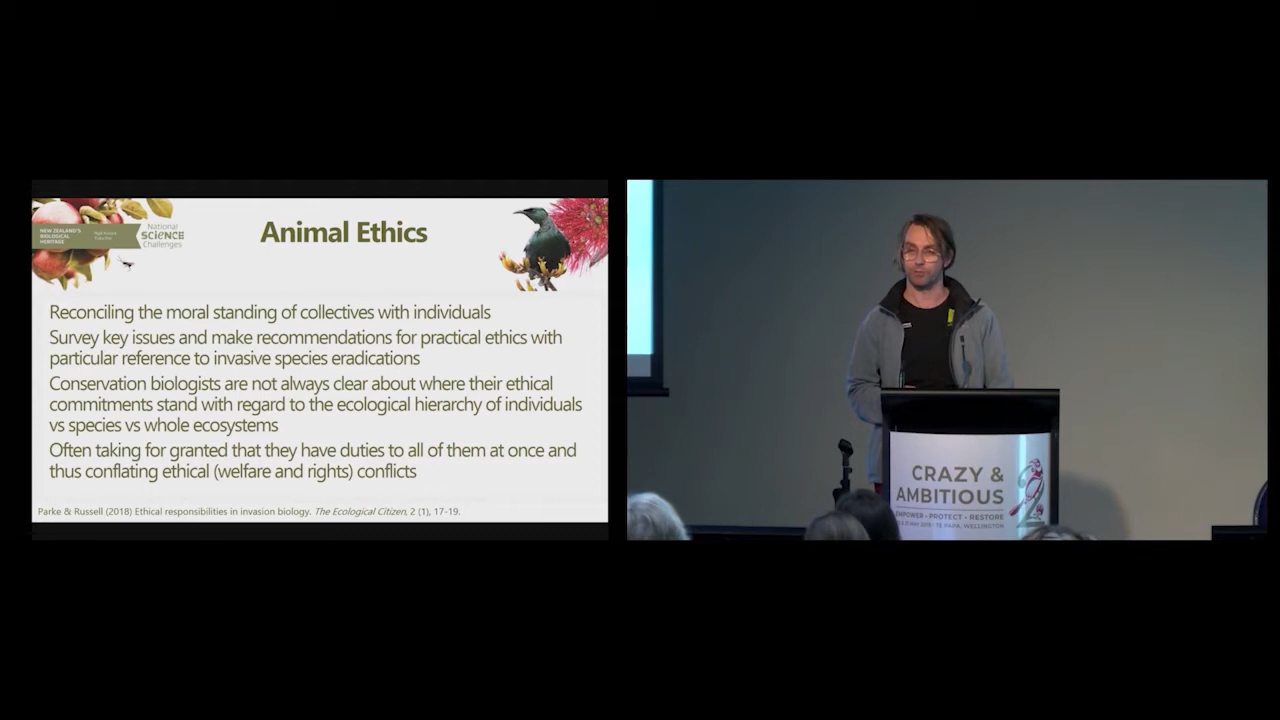 NEW ZEALAND'S
BIOLOGICAL
HERITAGE
National
SCIENCE
Challenges
Animal Ethics
Reconciling the moral standing of collectives with individuals
Survey key issues and make recommendations for practical ethics with
particular reference to invasive species eradications
Conservation biologists are not always clear about where their ethical
commitments stand with regard to the ecological hierarchy of individuals
vs species vs whole ecosystems
Often taking for granted that they have duties to all of them at once and
thus conflating ethical (welfare and rights) conflicts
Parke & Russell (2018) Ethical responsibilities in invasion biology. The Ecological Citizen, 2 (1), 17-19.
CRAZY &
AMBITIOUS
EMPOWER • PROTECT • RESTORE
MAY TE PAPA, WELLINGTON